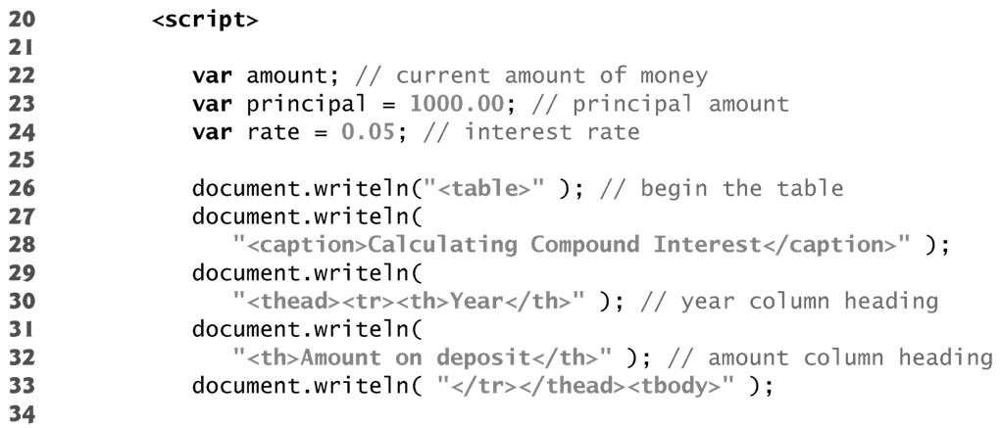 20 <script>
21
22 var amount; // current amount of money
23 var principal = 1000.00; // principal amount
24 var rate = 0.05; // interest rate
25
26 document.writeln("<table>" ); // begin the table
27 document.writeln(
28 "<caption>Calculating Compound Interest</caption>" );
29 document.writeln(
30 "<thead><tr><th>Year</th>" ); // year column heading
31 document.writeln(
32 "<th>Amount on deposit</th>" ); // amount column heading
33 document.writeln( "</tr></thead><tbody>" );
34